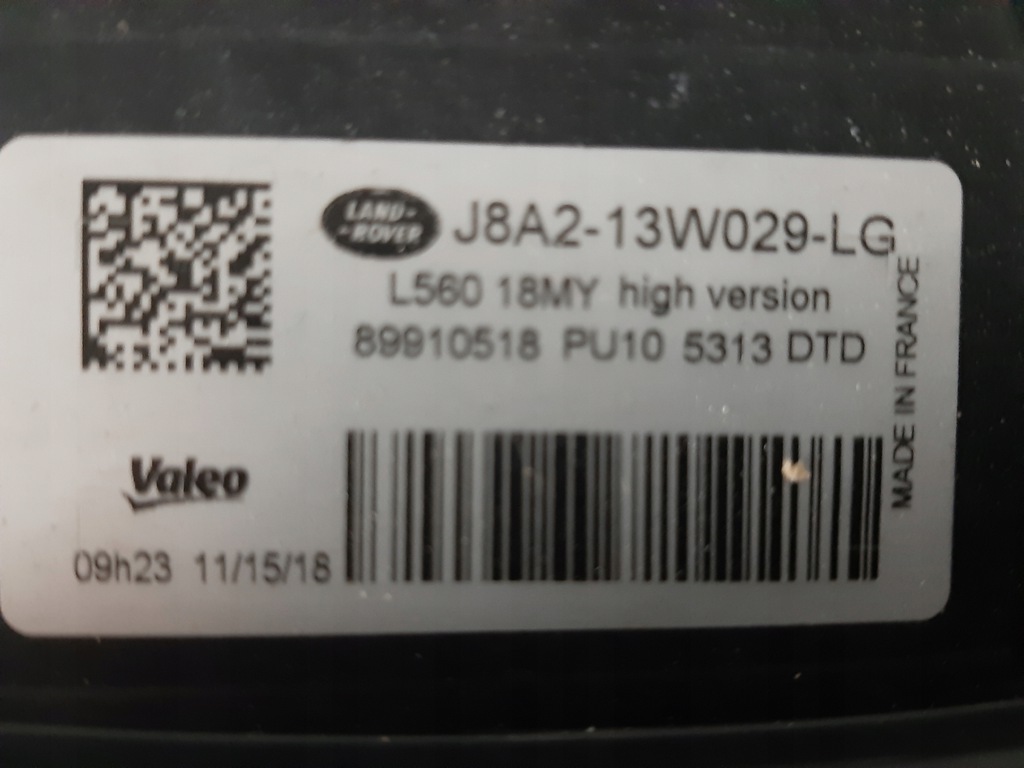 LAND-
-ROVER
J8A2-13W029-LG
L560 18MY high version
89910518 PU10 5313 DTD
MADE IN FRANCE
Valeo
09h23 11/15/18